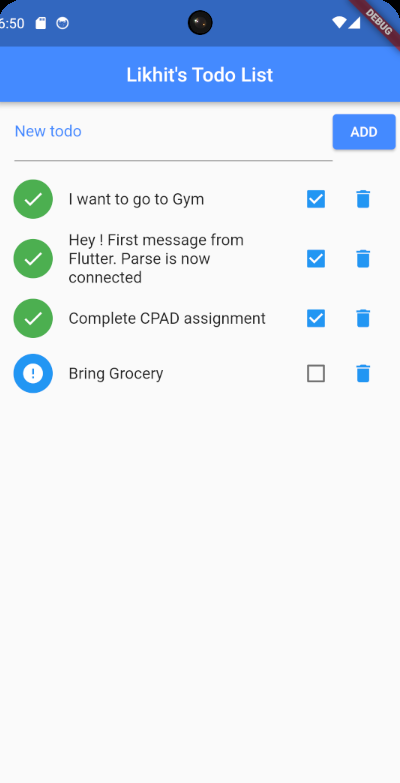 6:50
DEBUG
Likhit's Todo List
New todo
ADD
I want to go to Gym
Hey ! First message from
Flutter. Parse is now
connected
Complete CPAD assignment
Bring Grocery